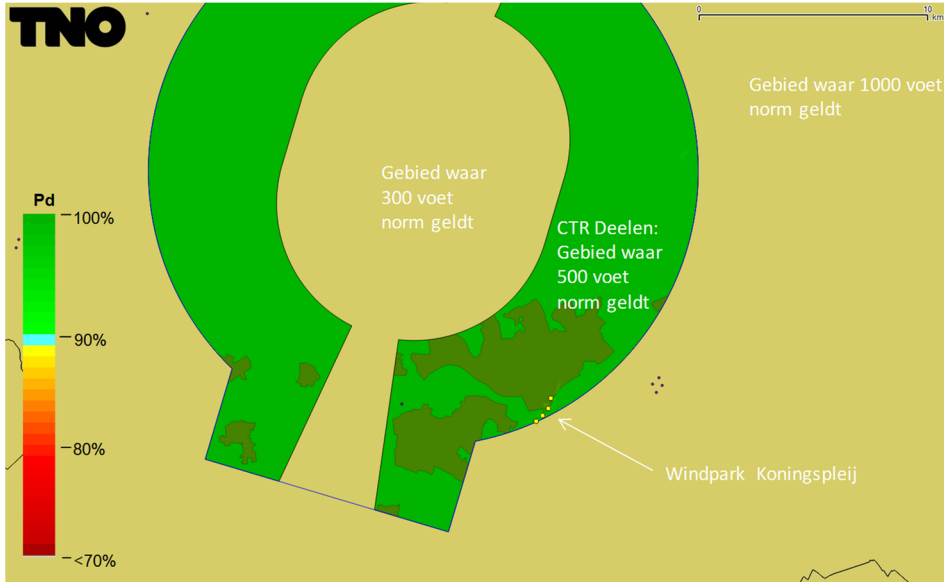 TNO
0
10
km
Gebied waar 1000 voet
norm geldt
Gebied waar
300 voet
norm geldt
Pd
100%
90%
80%
<70%
CTR Deelen:
Gebied waar
500 voet
norm geldt
Windpark Koningspleij